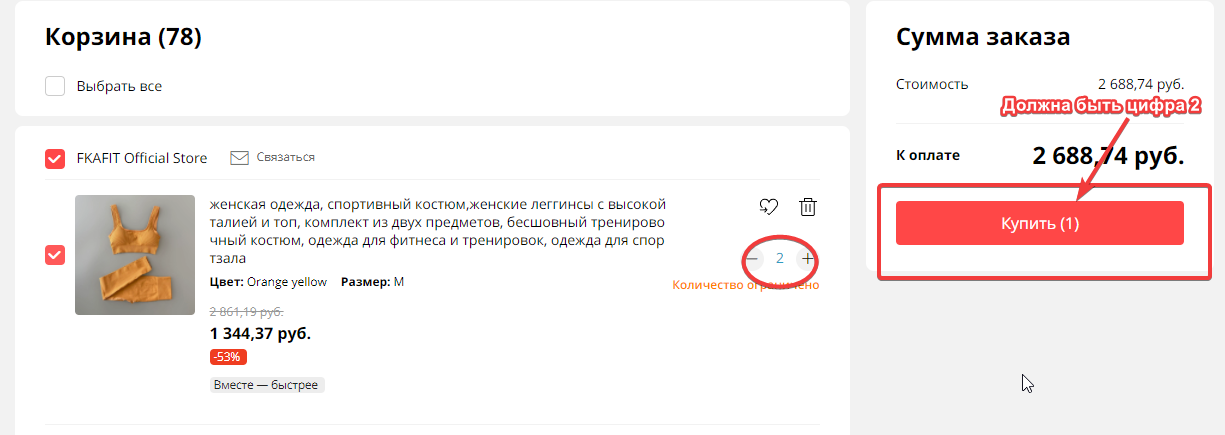 Корзина (78)
Выбрать все
FKAFIT Official Store Связаться
женская одежда, спортивный костюм,женские леггинсы с высокой
талией и топ, комплект из двух предметов, бесшовный тренирово
чный костюм, одежда для фитнеса и тренировок, одежда для спор
тзала
2
Цвет: Orange yellow Размер: M
Количество ограничено
2 861,19 руб.
1 344,37 руб.
-53%
Вместе — быстрее
Сумма заказа
Стоимость 2 688,74 руб.
Должна быть цифра 2
К оплате 2 688,74 руб.
Купить (1)